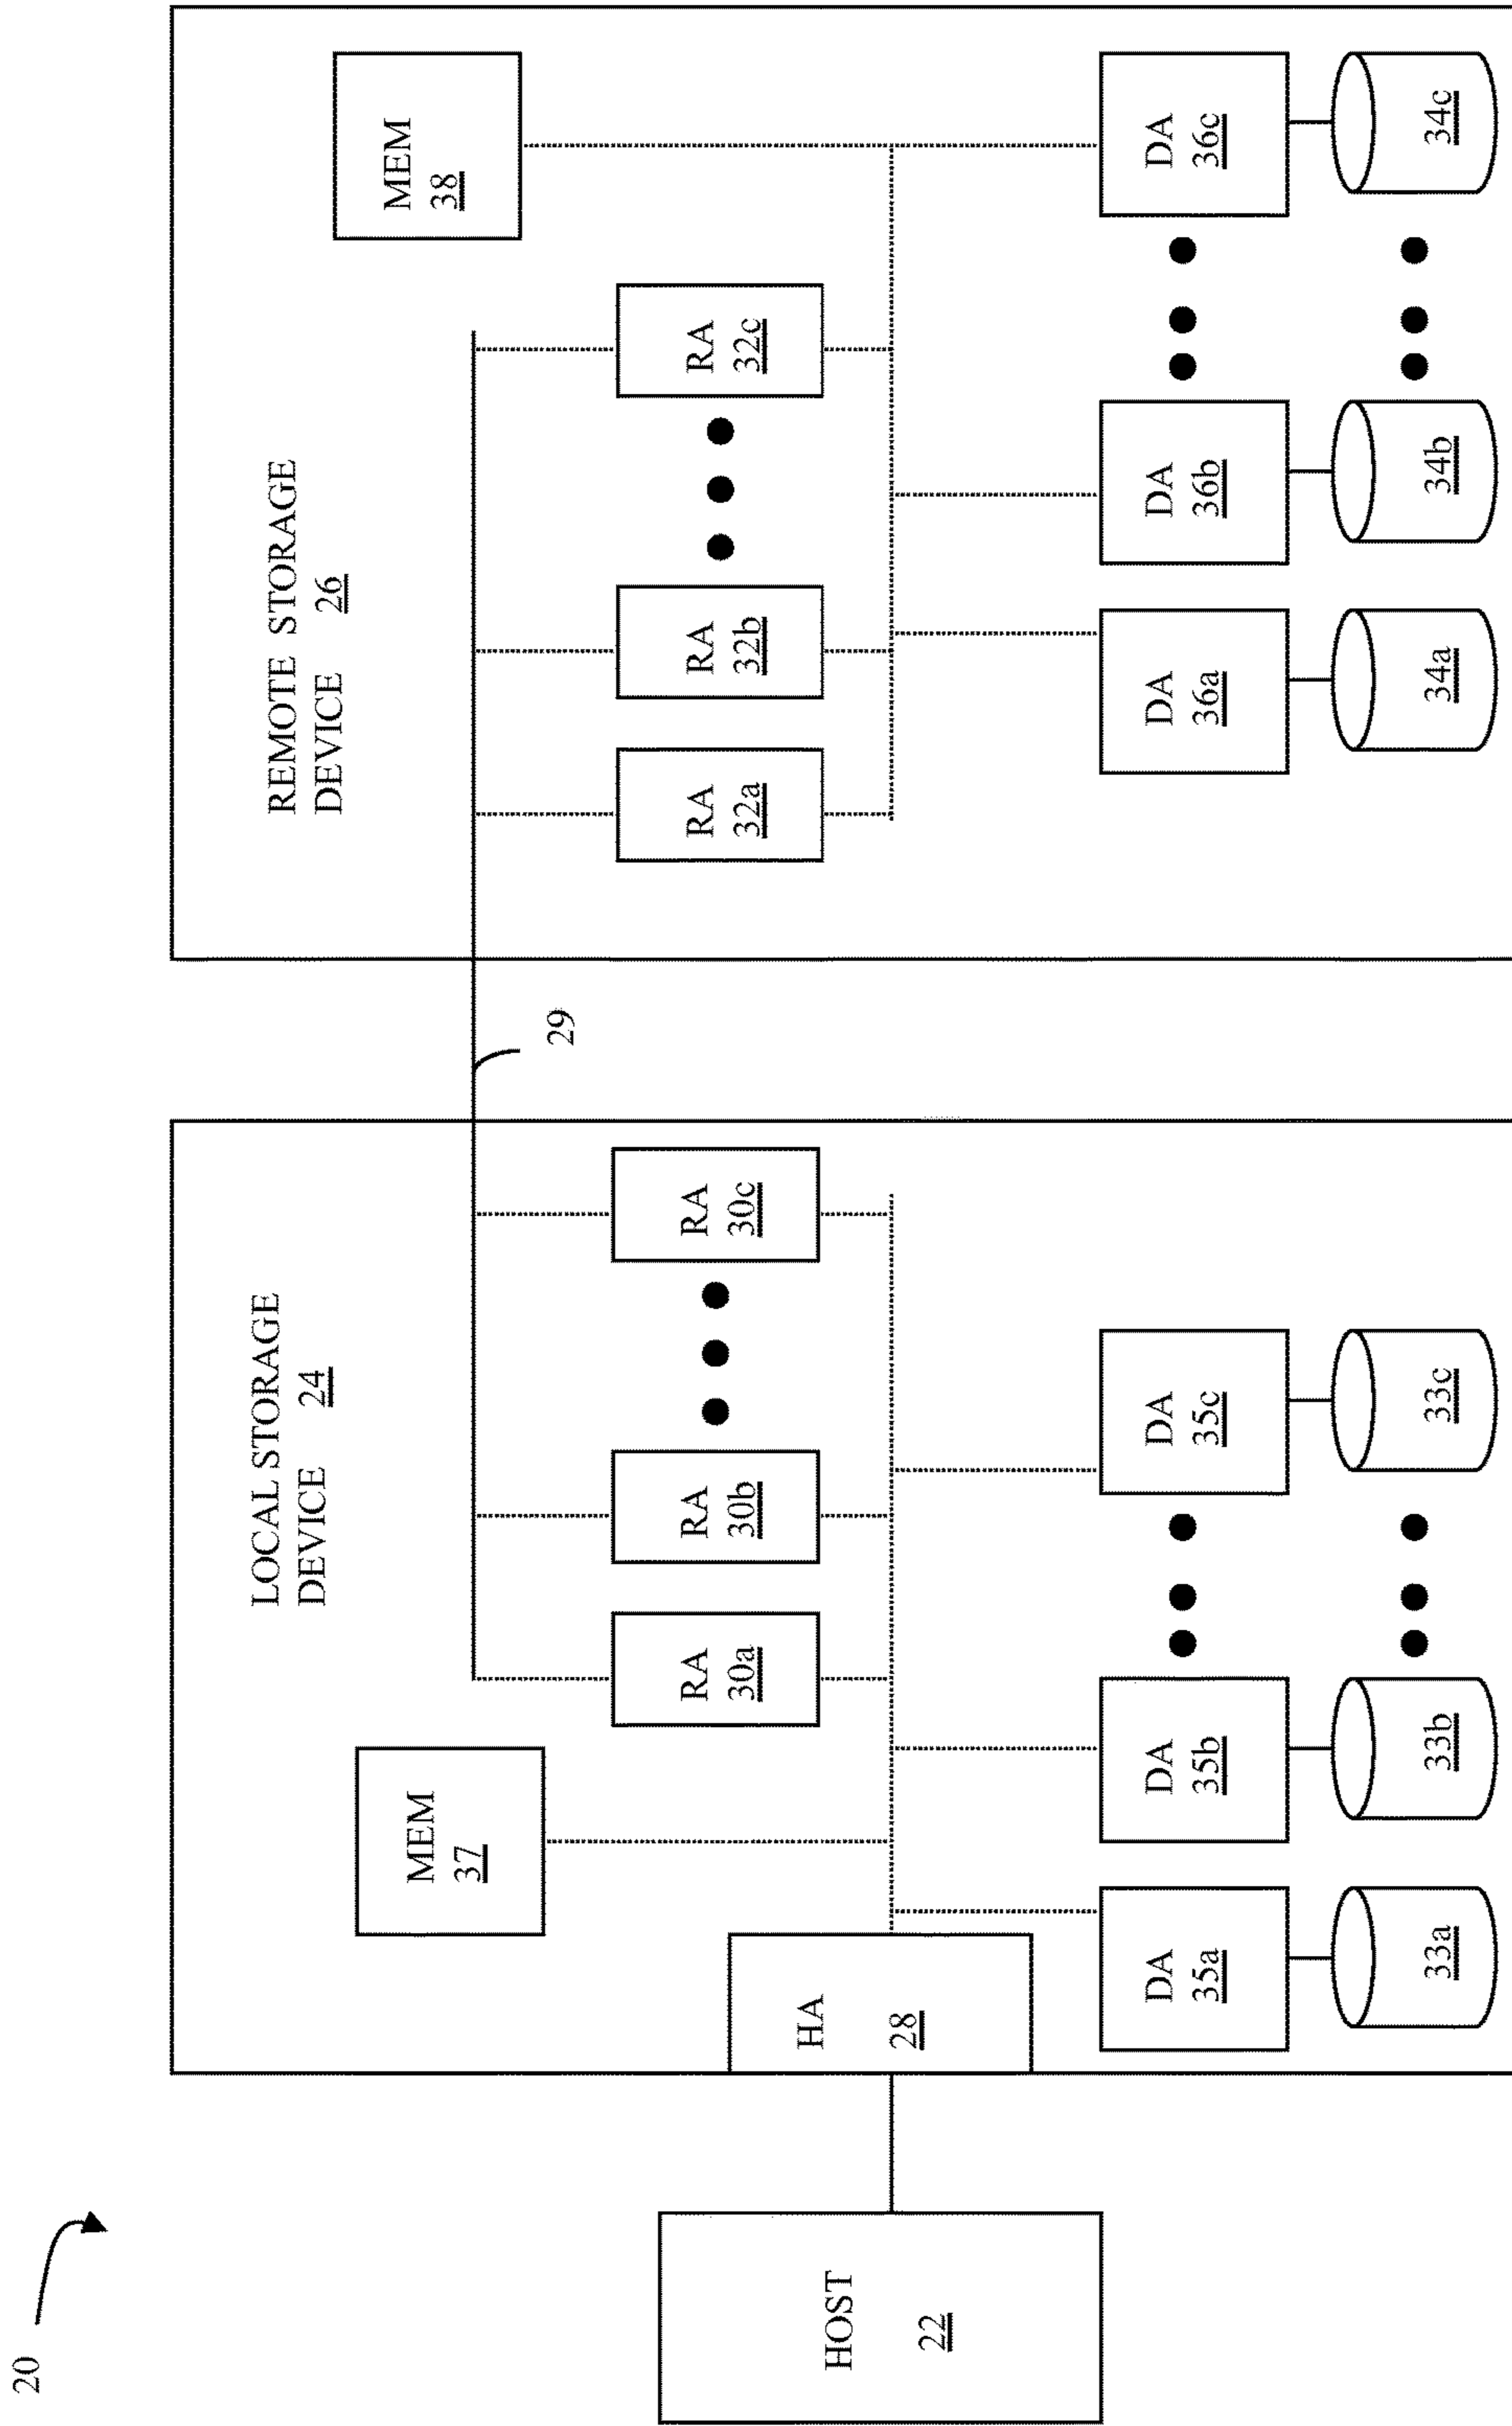 20
HOST
22
LOCAL STORAGE
DEVICE 24
MEM
37
HA
28
RA
30a
RA
30b
RA
30c
DA
35a
DA
35b
DA
35c
33a
33b
33c
29
REMOTE STORAGE
DEVICE 26
MEM
38
RA
32a
RA
32b
RA
32c
DA
36a
DA
36b
DA
36c
34a
34b
34c